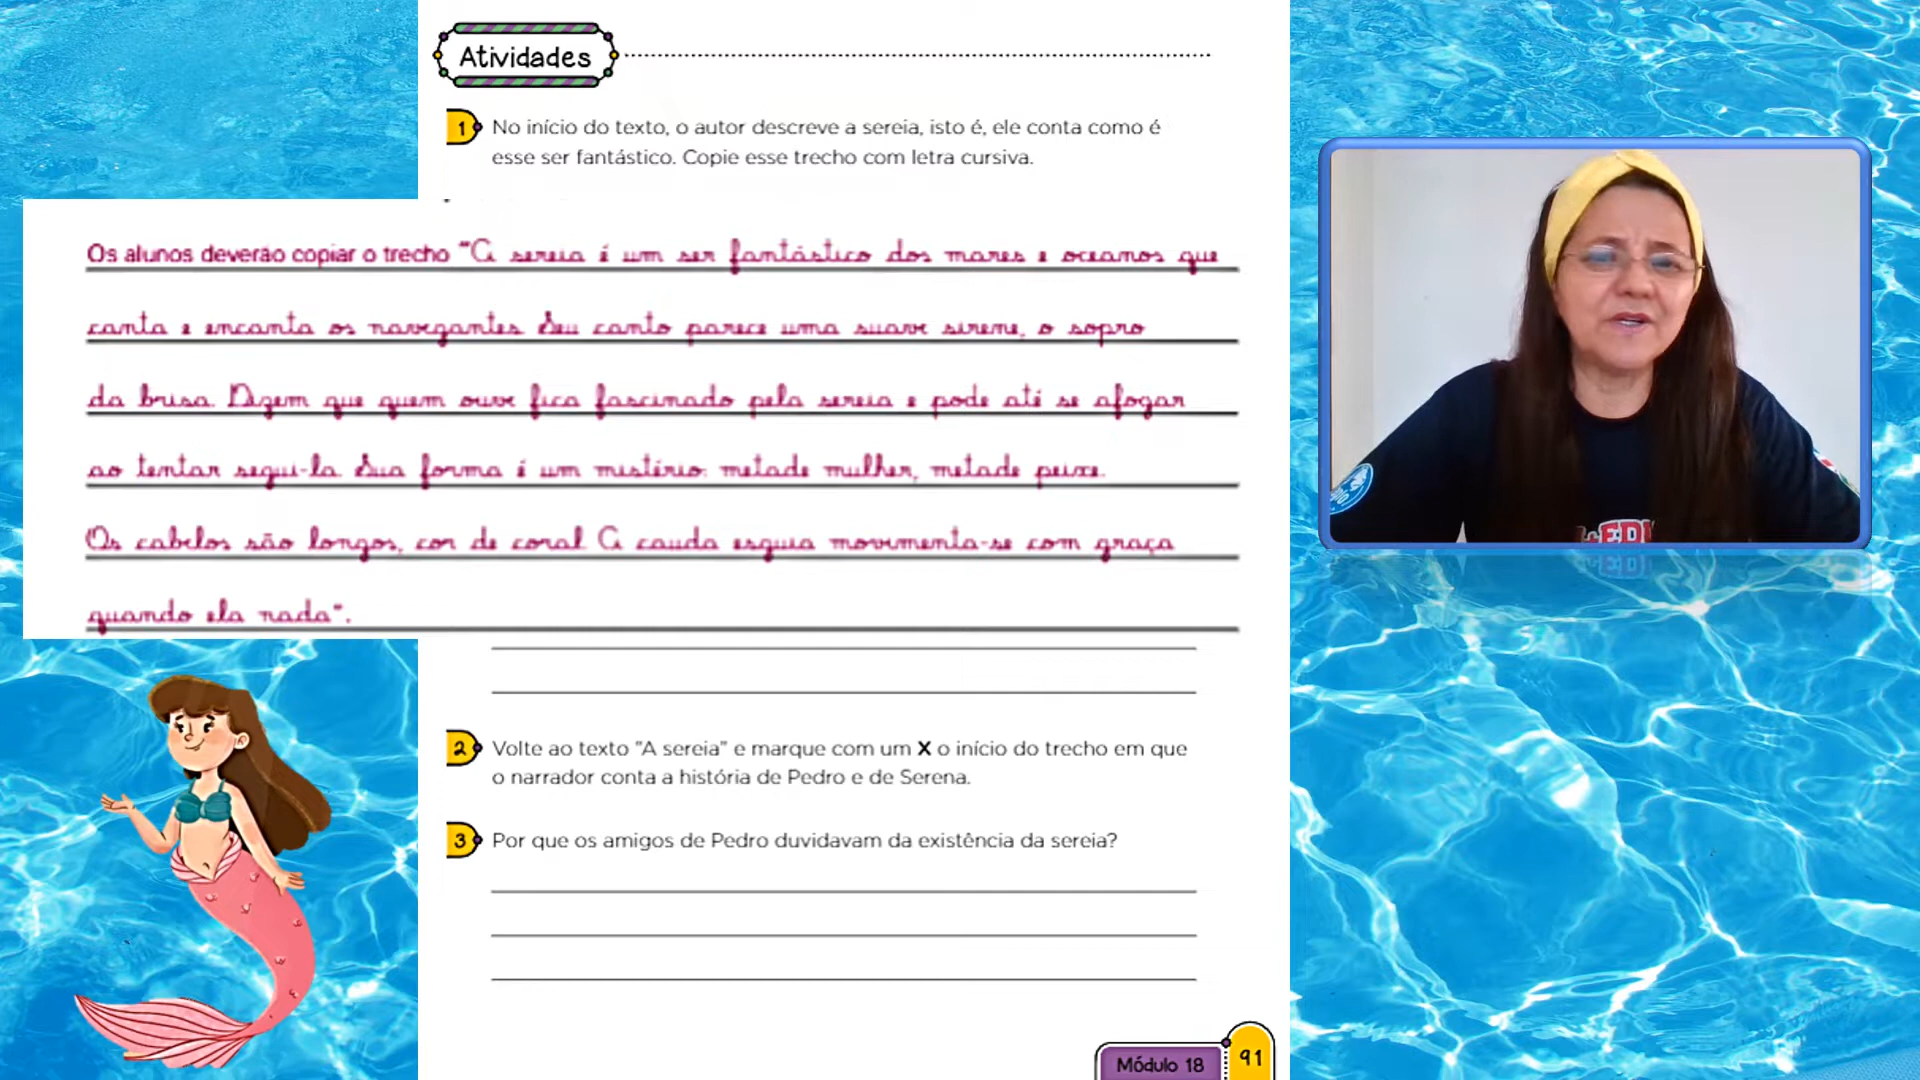 Atividades
1 No início do texto, o autor descreve a sereia, isto é, ele conta como é
esse ser fantástico. Copie esse trecho com letra cursiva.
Os alunos deverão copiar o trecho "A sereia é um ser fantástico dos mares e oceanos que
canta e encanta os navegantes. Seu canto parece uma suave sirene, o sopro
da brisa. Dizem que quem ouve fica fascinado pela sereia e pode até se afogar
ao tentar segui-la. Sua forma é um mistério: metade mulher, metade peixe.
Os cabelos são longos, cor de coral. A cauda esguia movimenta-se com graça
quando ela nada".
2 Volte ao texto "A sereia" e marque com um X o início do trecho em que
o narrador conta a história de Pedro e de Serena.
3 Por que os amigos de Pedro duvidavam da existência da sereia?
Módulo 18 91